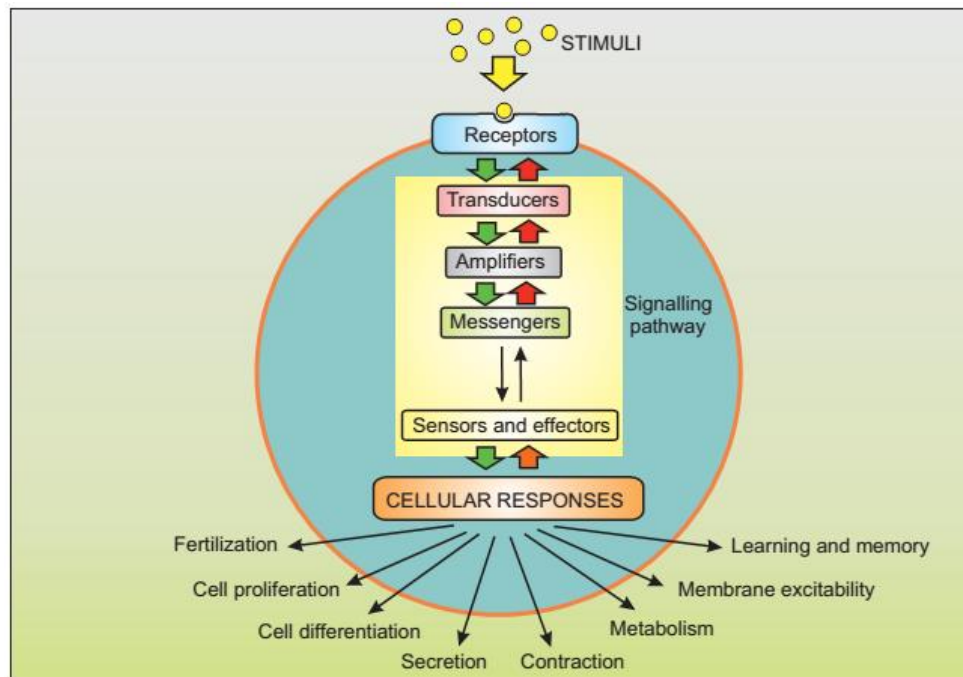 STIMULI
Receptors
Transducers
Amplifiers
Messengers
Signalling
pathway
Sensors and effectors
CELLULAR RESPONSES
Fertilization
Learning and memory
Cell proliferation
Membrane excitability
Cell differentiation
Metabolism
Secretion
Contraction